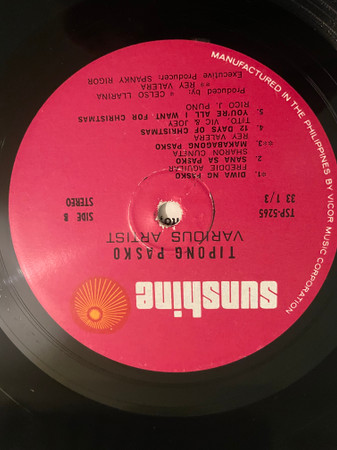 sunshine
TIPONG PASKO
VARIOUS ARTIST
TSP-5265
33 1/3
SIDE B
STEREO
°1. DIWA NG PASKO
FREDDIE AGUILAR
2. SANA SA PASKO
SHARON CUNETA
°°3. MAKABAGONG PASKO
REY VALERA
4. 12 DAYS OF CHRISTMAS
TITO, VIC & JOEY
5. YOU'RE ALL I WANT FOR CHRISTMAS
RICO J. PUNO
Produced by: ° CELSO LLARINA
°° REY VALERA
Executive Producer: SPANKY RIGOR
MANUFACTURED IN THE PHILIPPINES BY VICOR MUSIC CORPORATION